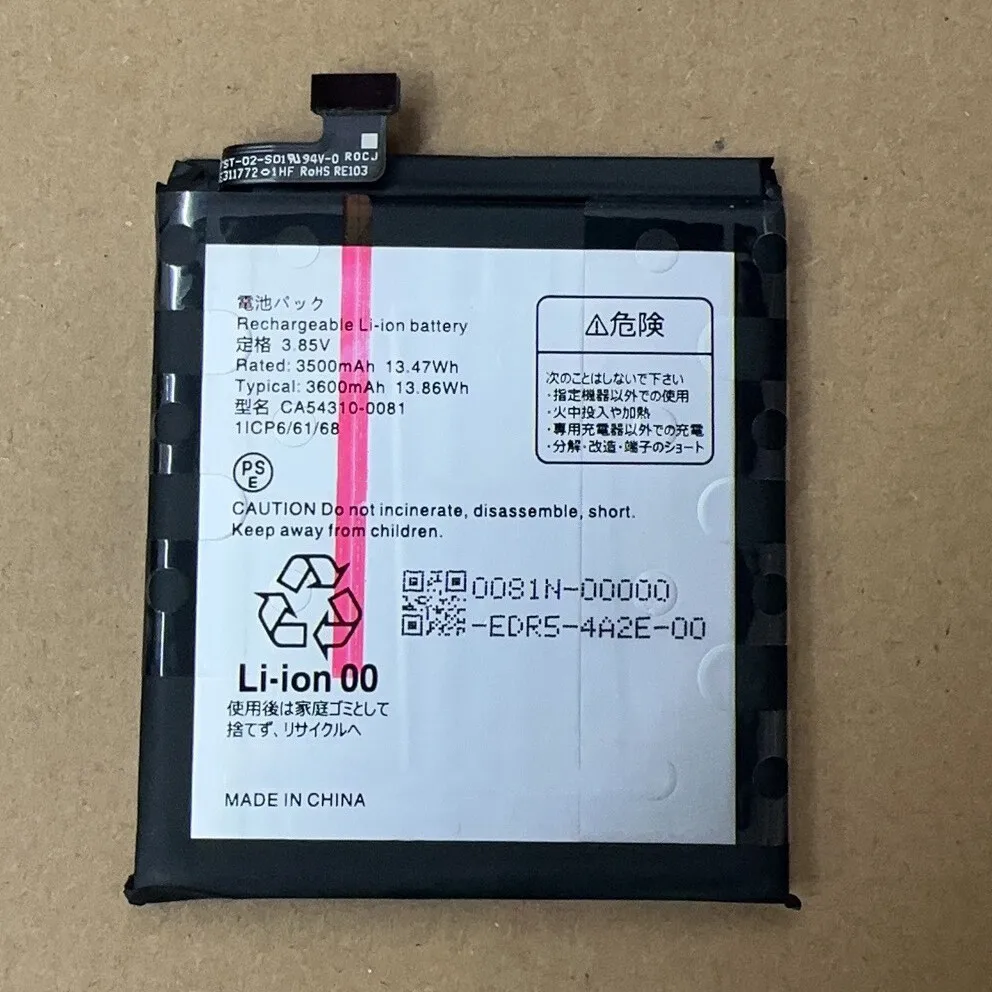 ST-02-S01 94V-0 R0CJ
E311772 1HF RoHS RE103
電池パック
Rechargeable Li-ion battery
定格 3.85V
Rated: 3500mAh 13.47Wh
Typical: 3600mAh 13.86Wh
型名 CA54310-0081
1ICP6/61/68
PS
E
⚠危険
次のことはしないで下さい
・指定機器以外での使用
・火中投入や加熱
・専用充電器以外での充電
・分解・改造・端子のショート
CAUTION Do not incinerate, disassemble, short.
Keep away from children.
0081N-00000
-EDR5-4A2E-00
Li-ion 00
使用後は家庭ゴミとして
捨てず、リサイクルへ
MADE IN CHINA